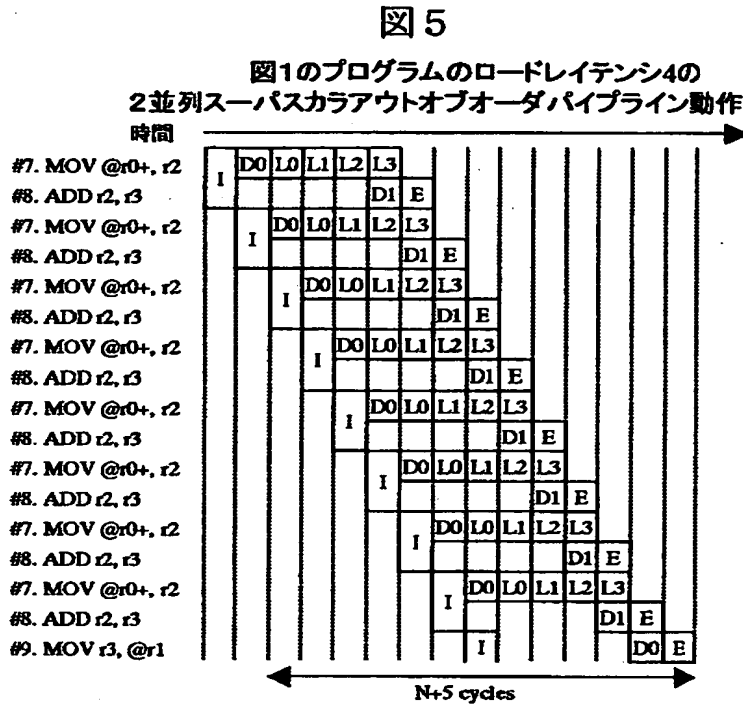 図5
図1のプログラムのロードレイテンシ4の
2並列スーパスカラアウトオブオーダパイプライン動作
時間
#7. MOV @r0+, r2 I D0 L0 L1 L2 L3
#8. ADD r2, r3 D1 E
#7. MOV @r0+, r2 I D0 L0 L1 L2 L3
#8. ADD r2, r3 D1 E
#7. MOV @r0+, r2 I D0 L0 L1 L2 L3
#8. ADD r2, r3 D1 E
#7. MOV @r0+, r2 I D0 L0 L1 L2 L3
#8. ADD r2, r3 D1 E
#7. MOV @r0+, r2 I D0 L0 L1 L2 L3
#8. ADD r2, r3 D1 E
#7. MOV @r0+, r2 I D0 L0 L1 L2 L3
#8. ADD r2, r3 D1 E
#7. MOV @r0+, r2 I D0 L0 L1 L2 L3
#8. ADD r2, r3 D1 E
#7. MOV @r0+, r2 I D0 L0 L1 L2 L3
#8. ADD r2, r3 D1 E
#9. MOV r3, @r1 I D0 E
N+5 cycles